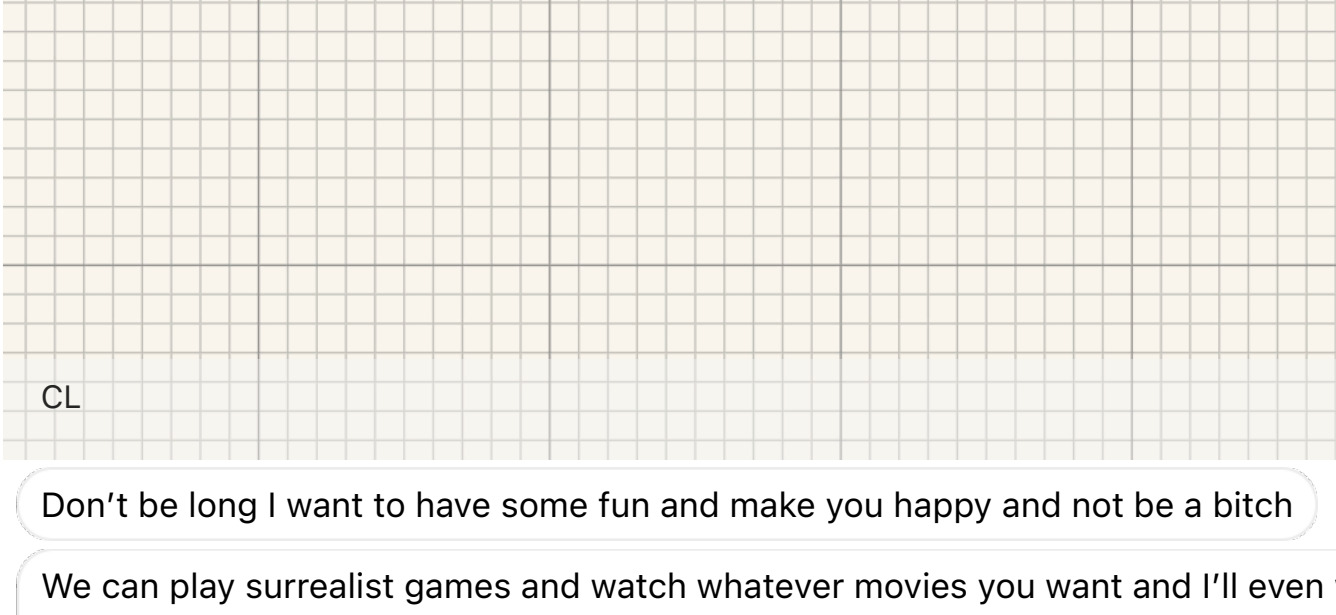 CL
Don’t be long I want to have some fun and make you happy and not be a bitch
We can play surrealist games and watch whatever movies you want and I’ll even